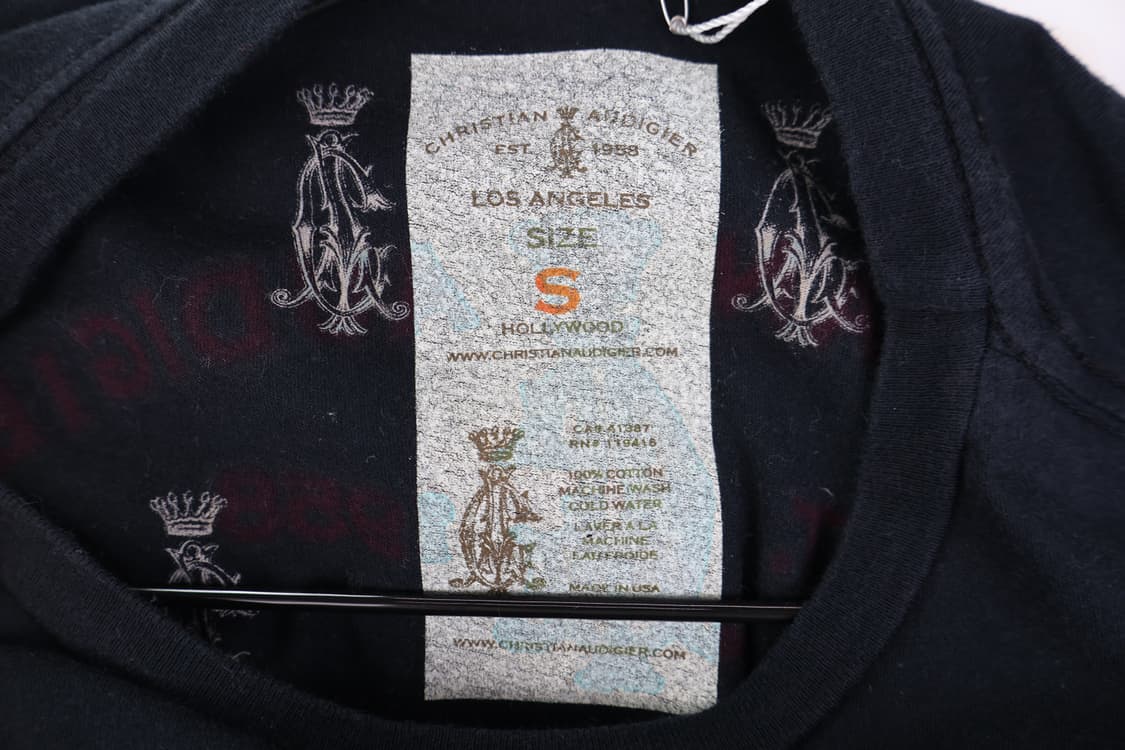 CHRISTIAN AUDIGIER
EST. 1958
LOS ANGELES
SIZE
S
HOLLYWOOD
WWW.CHRISTIANAUDIGIER.COM
CA# 41387
RN# 119416
100% COTTON
MACHINE WASH
COLD WATER
LAVER A LA
MACHINE
EAU FROIDE
MADE IN USA
WWW.CHRISTIANAUDIGIER.COM